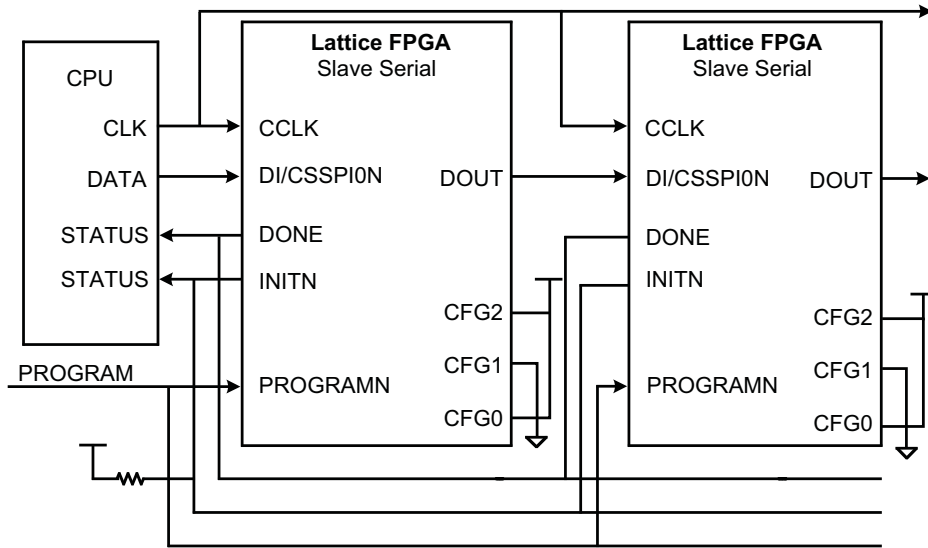 CPU
CLK
DATA
STATUS
STATUS
PROGRAM
Lattice FPGA
Slave Serial
CCLK
DI/CSSPI0N
DOUT
DONE
INITN
CFG2
CFG1
PROGRAMN
CFG0
Lattice FPGA
Slave Serial
CCLK
DI/CSSPI0N
DOUT
DONE
INITN
CFG2
CFG1
PROGRAMN
CFG0